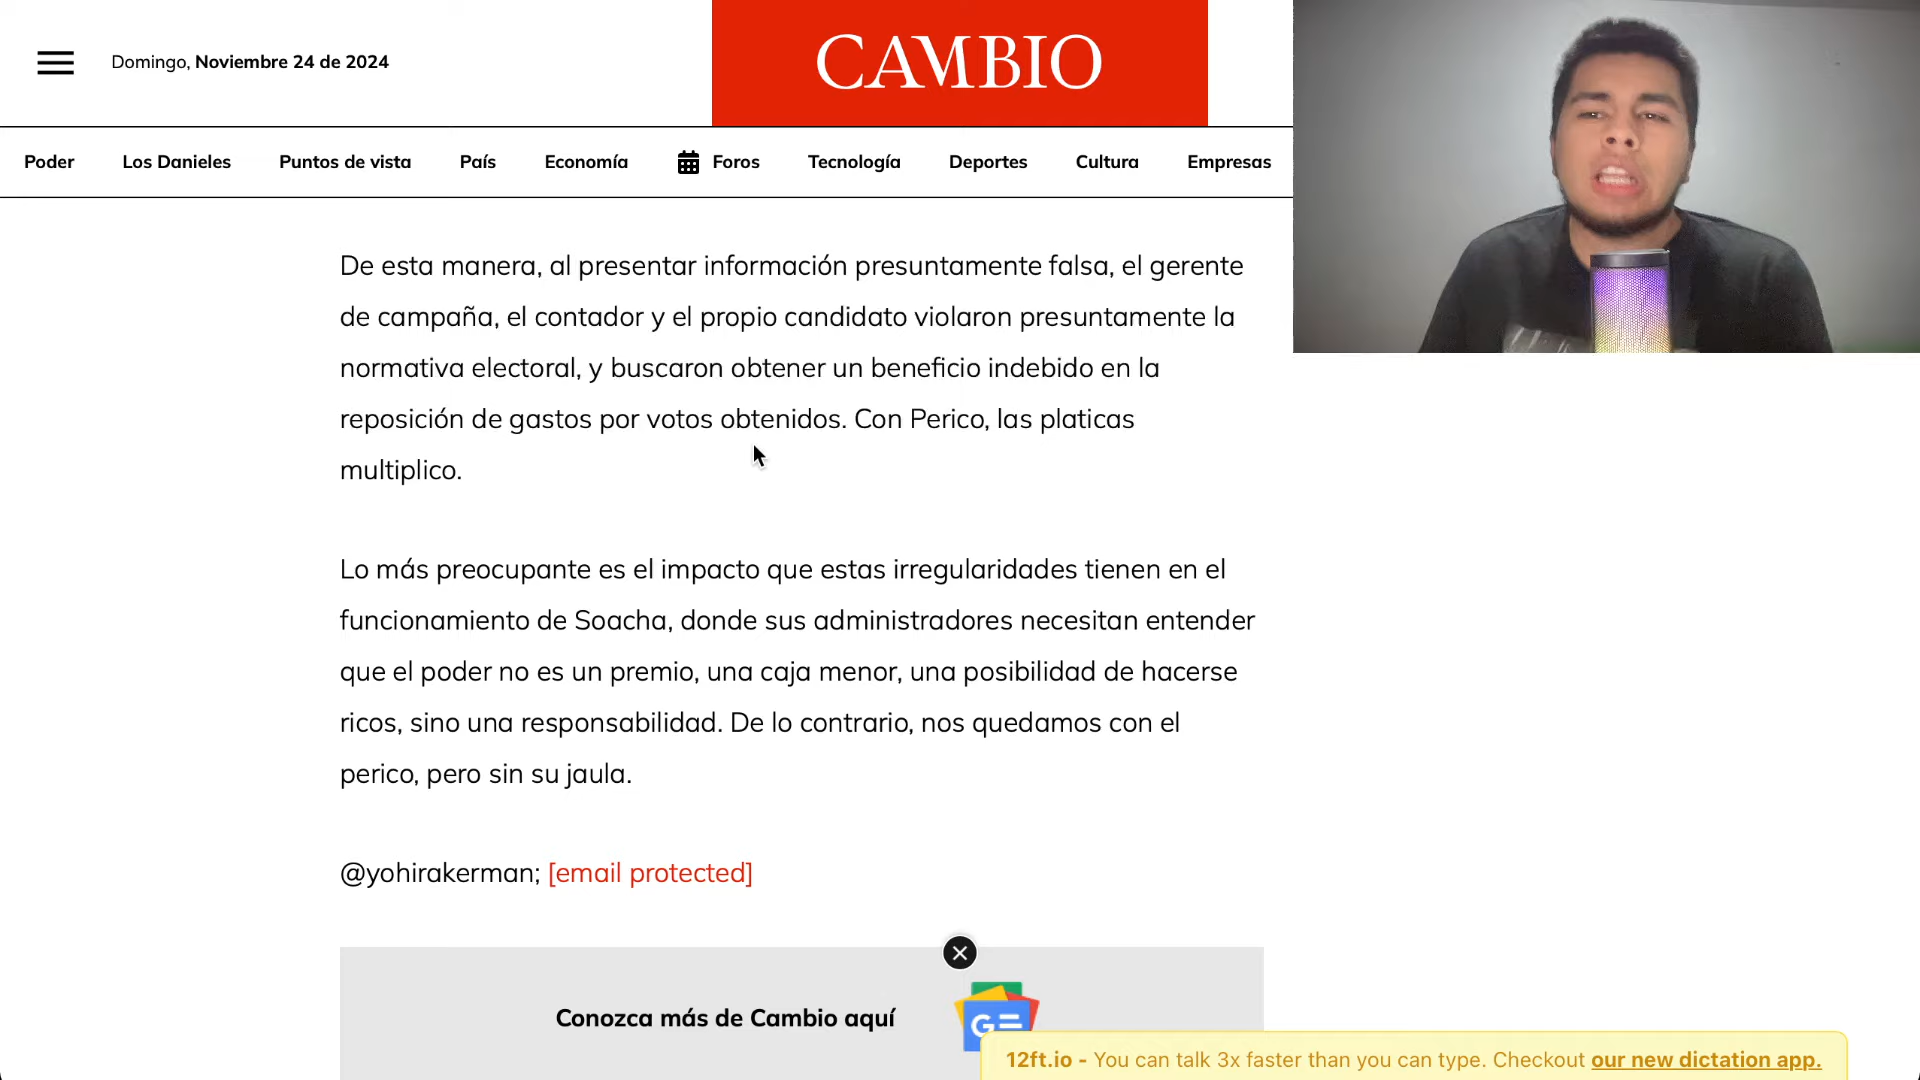 Domingo, Noviembre 24 de 2024
CAMBIO
Poder Los Danieles Puntos de vista País Economía Foros Tecnología Deportes Cultura Empresas
De esta manera, al presentar información presuntamente falsa, el gerente
de campaña, el contador y el propio candidato violaron presuntamente la
normativa electoral, y buscaron obtener un beneficio indebido en la
reposición de gastos por votos obtenidos. Con Perico, las platicas
multiplico.
Lo más preocupante es el impacto que estas irregularidades tienen en el
funcionamiento de Soacha, donde sus administradores necesitan entender
que el poder no es un premio, una caja menor, una posibilidad de hacerse
ricos, sino una responsabilidad. De lo contrario, nos quedamos con el
perico, pero sin su jaula.
@yohirakerman; [email protected]
Conozca más de Cambio aquí
G
12ft.io - You can talk 3x faster than you can type. Checkout our new dictation app.